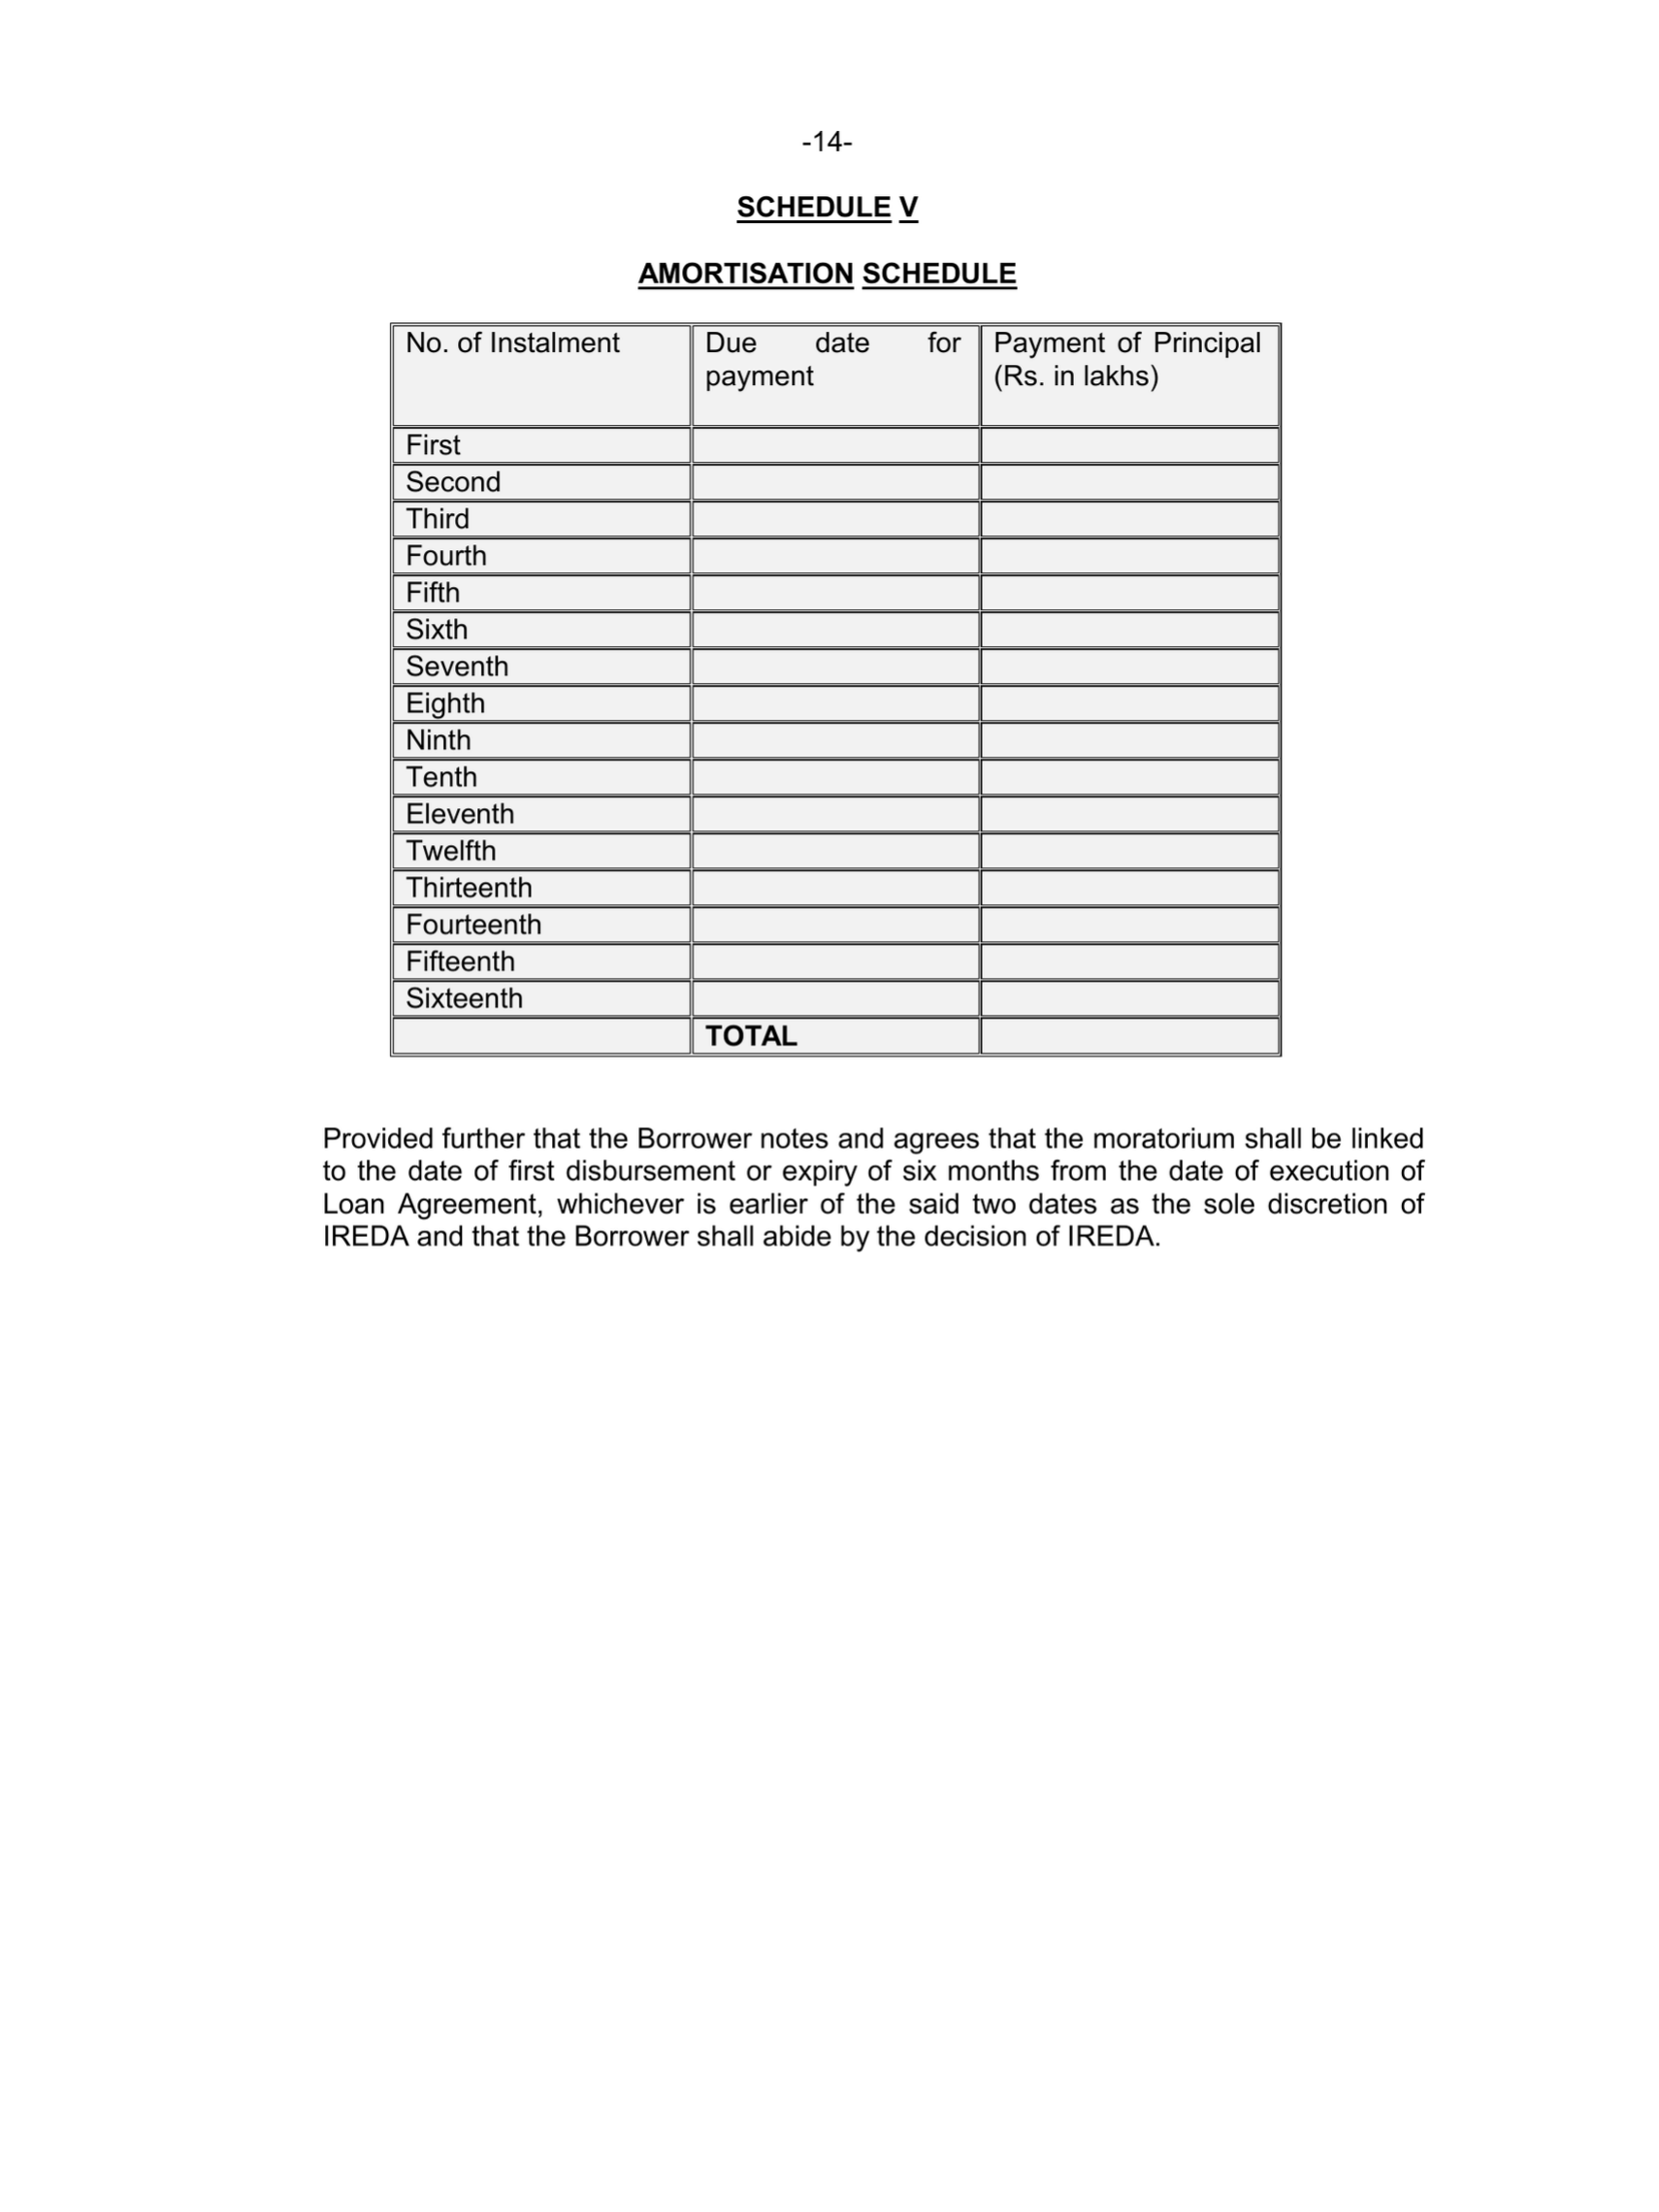 -14-
SCHEDULE V
AMORTISATION SCHEDULE
No. of Instalment
Due date for
payment
Payment of Principal
(Rs. in lakhs)
First
Second
Third
Fourth
Fifth
Sixth
Seventh
Eighth
Ninth
Tenth
Eleventh
Twelfth
Thirteenth
Fourteenth
Fifteenth
Sixteenth
TOTAL
Provided further that the Borrower notes and agrees that the moratorium shall be linked
to the date of first disbursement or expiry of six months from the date of execution of
Loan Agreement, whichever is earlier of the said two dates as the sole discretion of
IREDA and that the Borrower shall abide by the decision of IREDA.